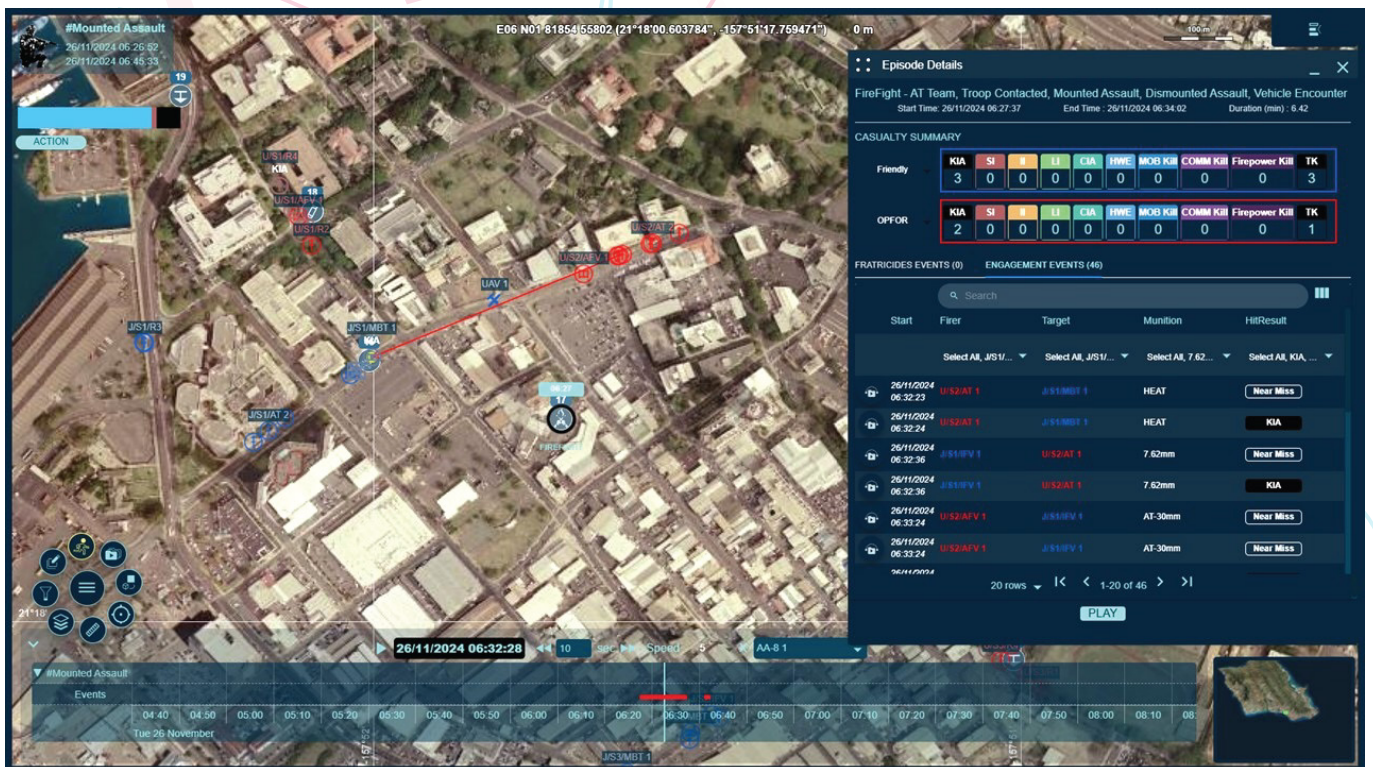 #Mounted Assault
26/11/2024 06:26:52
26/11/2024 06:45:33
E06 N01 81854 55802 (21°18'00.603784", -157°51'17.759471") 0 m
100 m
19
ACTION
U/S1/R4
KIA
18
U/S1/AFV 1
U/S1/R2
U/S2/AT 2
U/S2/AFV 1
UAV 1
J/S1/R3
J/S1/MBT 1
KIA
06:27
17
FIREFIGHT
J/S1/AT 2
Episode Details
FireFight - AT Team, Troop Contacted, Mounted Assault, Dismounted Assault, Vehicle Encounter
Start Time: 26/11/2024 06:27:37 End Time : 26/11/2024 06:34:02 Duration (min) : 6.42
CASUALTY SUMMARY
Friendly
KIA SI II LI CIA HWE MOB Kill COMM Kill Firepower Kill TK
3 0 0 0 0 0 0 0 0 3
OPFOR
KIA SI II LI CIA HWE MOB Kill COMM Kill Firepower Kill TK
2 0 0 0 0 0 0 0 0 1
FRATRICIDES EVENTS (0) ENGAGEMENT EVENTS (46)
Search
Start Firer Target Munition HitResult
Select All, J/S1/... Select All, J/S1/... Select All, 7.62... Select All, KIA, ...
26/11/2024 06:32:23 U/S2/AT 1 J/S1/MBT 1 HEAT Near Miss
26/11/2024 06:32:24 U/S2/AT 1 J/S1/MBT 1 HEAT KIA
26/11/2024 06:32:36 J/S1/IFV 1 U/S2/AT 1 7.62mm Near Miss
26/11/2024 06:32:36 J/S1/IFV 1 U/S2/AT 1 7.62mm KIA
26/11/2024 06:33:24 U/S2/AFV 1 J/S1/IFV 1 AT-30mm Near Miss
26/11/2024 06:33:24 U/S2/AFV 1 J/S1/IFV 1 AT-30mm Near Miss
26/11/2024
20 rows 1-20 of 46
PLAY
21°18'
26/11/2024 06:32:28 10 sec Speed 5 AA-8 1
#Mounted Assault
Events
04:40 04:50 05:00 05:10 05:20 05:30 05:40 05:50 06:00 06:10 06:20 06:30 06:40 06:50 07:00 07:10 07:20 07:30 07:40 07:50 08:00 08:10 08:
Tue 26 November
J/S3/MBT 1